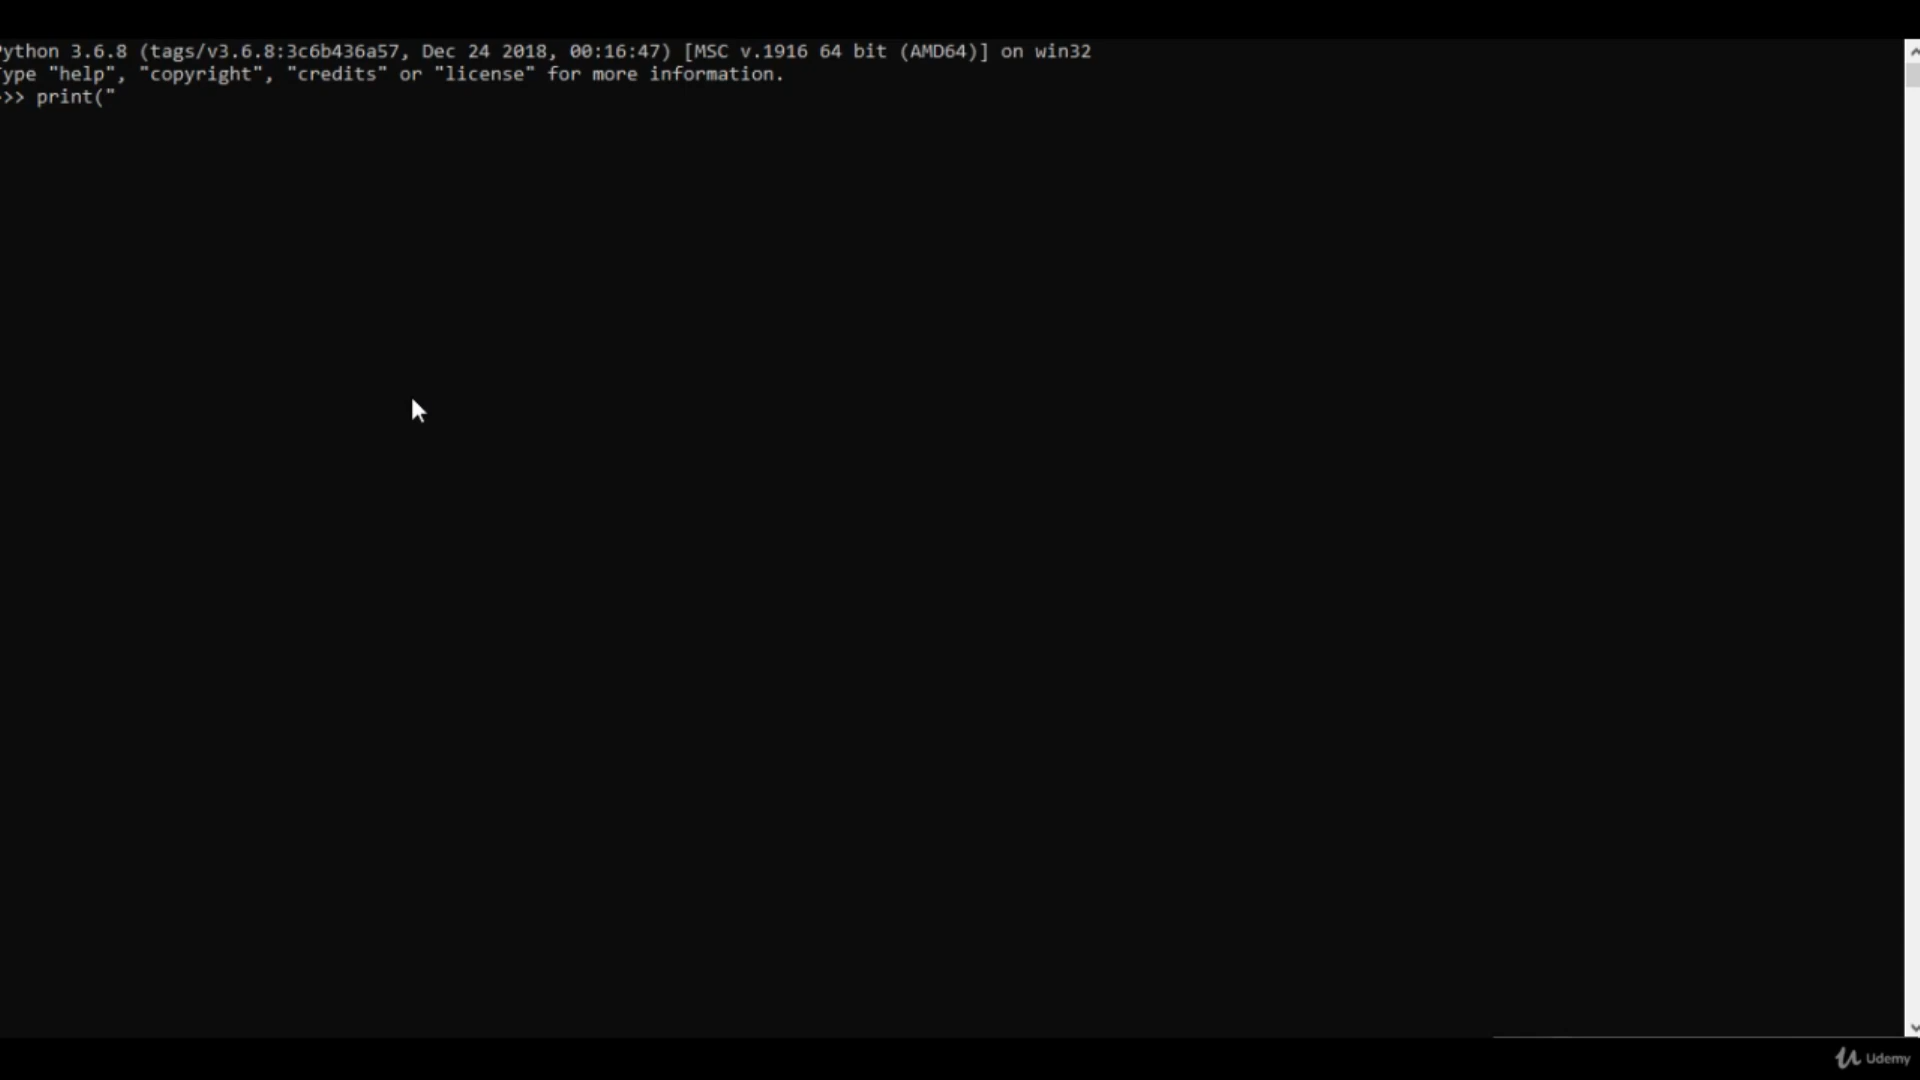 Python 3.6.8 (tags/v3.6.8:3c6b436a57, Dec 24 2018, 00:16:47) [MSC v.1916 64 bit (AMD64)] on win32
Type "help", "copyright", "credits" or "license" for more information.
>>> print("
Udemy